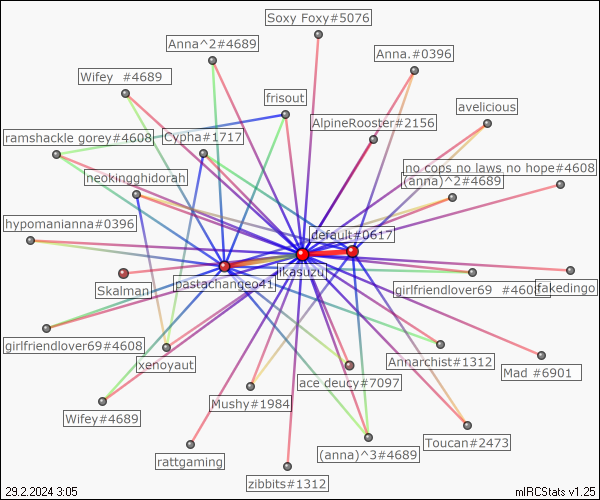 Soxy Foxy#5076
Anna^2#4689
Anna.#0396
Wifey  #4689
frisout
avelicious
AlpineRooster#2156
ramshackle gorey#4608
Cypha#1717
no cops no laws no hope#4608
neokingghidorah
(anna)^2#4689
hypomanianna#0396
default#0617
ikasuzu
Skalman
pastachangeo41
girlfriendlover69  #4608
fakedingo
girlfriendlover69#4608
xenoyaut
Annarchist#1312
Mad #6901
ace deucy#7097
Mushy#1984
Wifey#4689
Toucan#2473
(anna)^3#4689
rattgaming
zibbits#1312
29.2.2024 3:05
mIRCStats v1.25